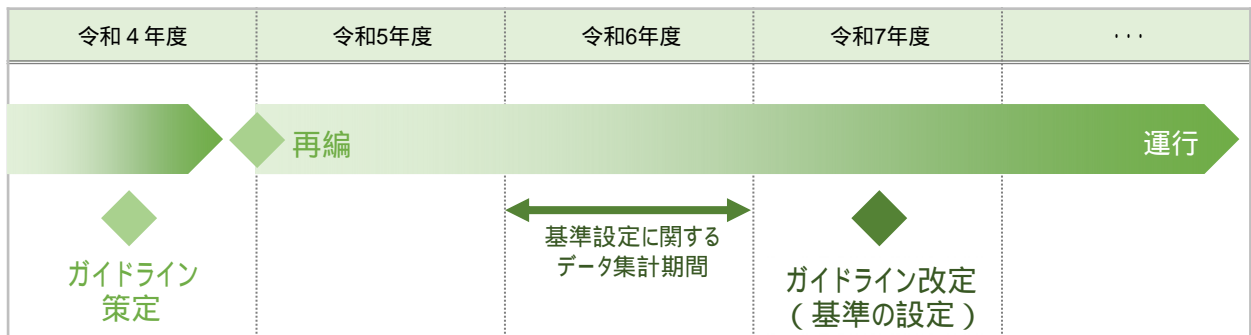 令和４年度 令和5年度 令和6年度 令和7年度 ･･･
再編 運行
基準設定に関する
データ集計期間
ガイドライン
策定
ガイドライン改定
（基準の設定）